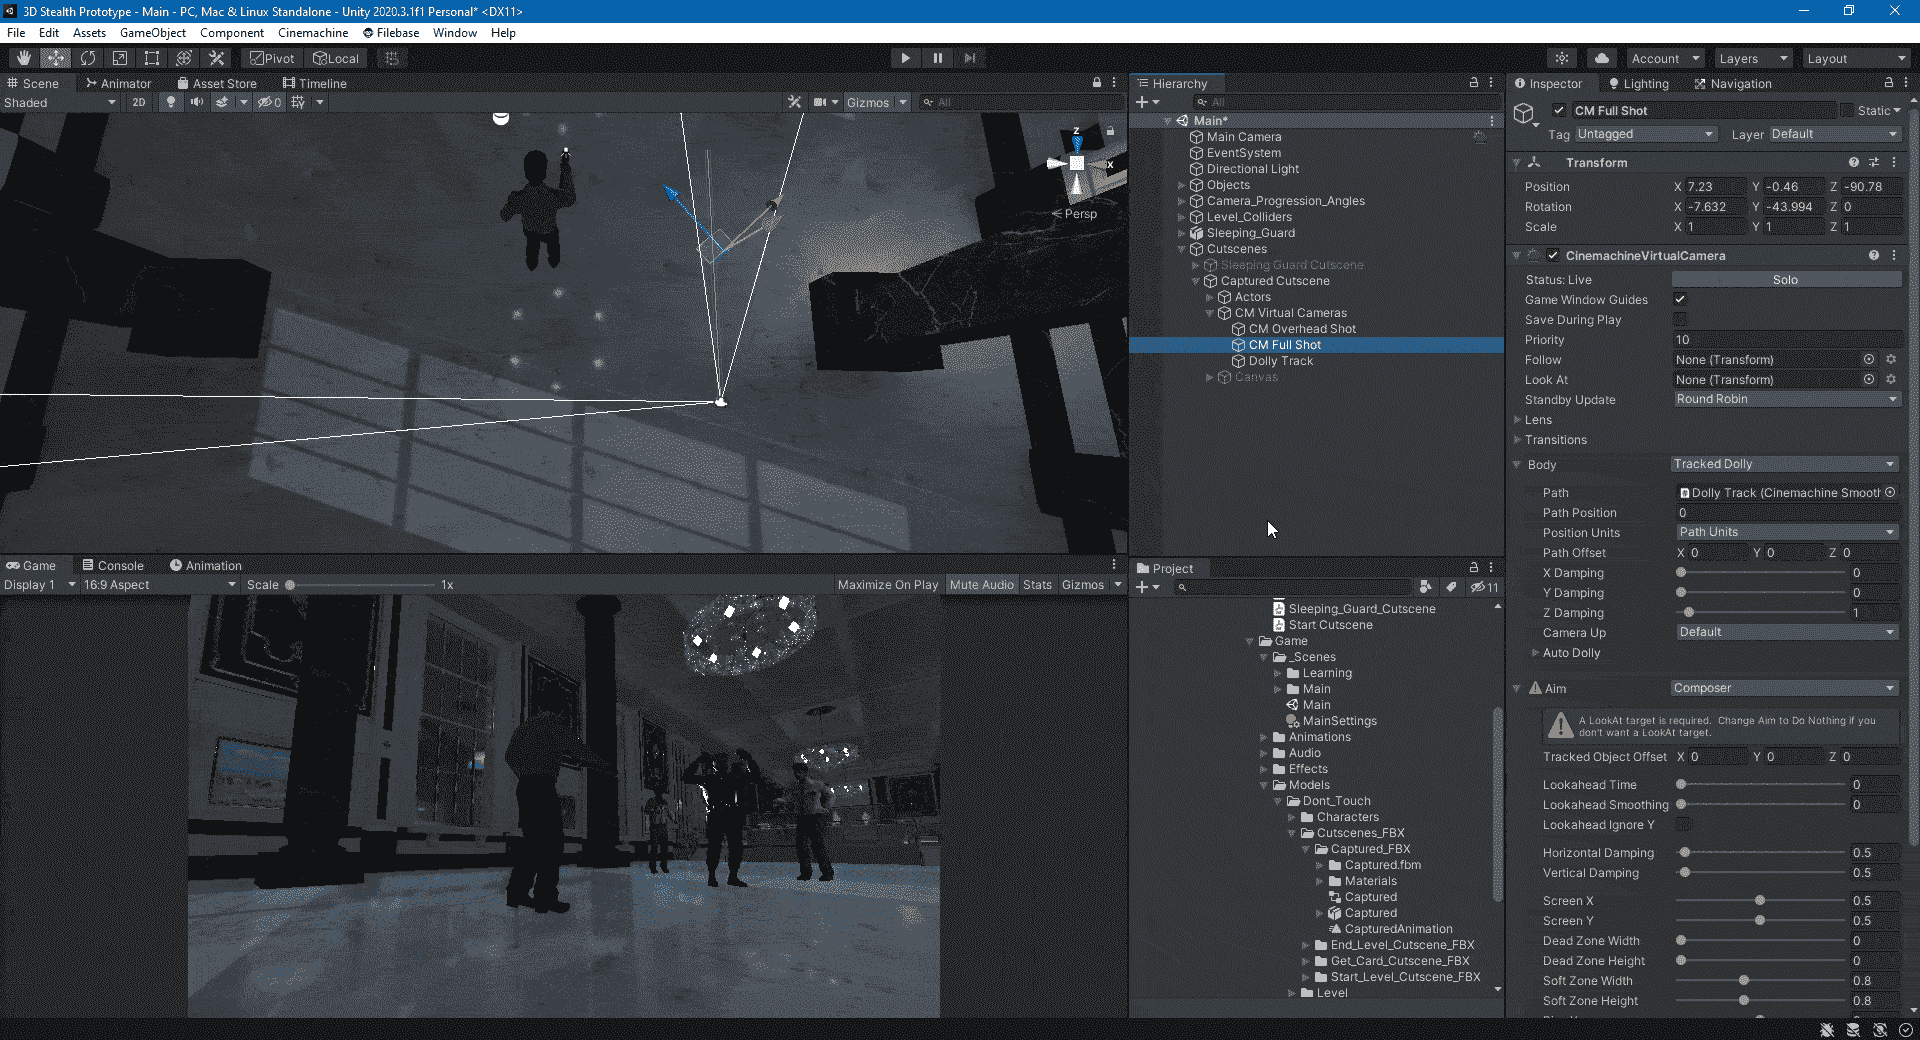 3D Stealth Prototype - Main - PC, Mac & Linux Standalone - Unity 2020.3.1f1 Personal* <DX11>
File Edit Assets GameObject Component Cinemachine Filebase Window Help
Pivot Local Account Layers Layout
Scene Animator Asset Store Timeline
Shaded 2D 0 Gizmos All
z
x
Persp
Game Console Animation
Display 1 16:9 Aspect Scale 1x Maximize On Play Mute Audio Stats Gizmos
Hierarchy
All
Main*
Main Camera
EventSystem
Directional Light
Objects
Camera_Progression_Angles
Level_Colliders
Sleeping_Guard
Cutscenes
Sleeping Guard Cutscene
Captured Cutscene
Actors
CM Virtual Cameras
CM Overhead Shot
CM Full Shot
Dolly Track
Canvas
Project
11
Sleeping_Guard_Cutscene
Start Cutscene
Game
_Scenes
Learning
Main
Main
MainSettings
Animations
Audio
Effects
Models
Dont_Touch
Characters
Cutscenes_FBX
Captured_FBX
Captured.fbm
Materials
Captured
Captured
CapturedAnimation
End_Level_Cutscene_FBX
Get_Card_Cutscene_FBX
Start_Level_Cutscene_FBX
Level
Inspector Lighting Navigation
CM Full Shot Static
Tag Untagged Layer Default
Transform
Position X 7.23 Y -0.46 Z -90.78
Rotation X -7.632 Y -43.994 Z 0
Scale X 1 Y 1 Z 1
CinemachineVirtualCamera
Status: Live Solo
Game Window Guides
Save During Play
Priority 10
Follow None (Transform)
Look At None (Transform)
Standby Update Round Robin
Lens
Transitions
Body Tracked Dolly
Path Dolly Track (Cinemachine Smooth
Path Position 0
Position Units Path Units
Path Offset X 0 Y 0 Z 0
X Damping 0
Y Damping 0
Z Damping 1
Camera Up Default
Auto Dolly
Aim Composer
A LookAt target is required. Change Aim to Do Nothing if you
don't want a LookAt target.
Tracked Object Offset X 0 Y 0 Z 0
Lookahead Time 0
Lookahead Smoothing 0
Lookahead Ignore Y
Horizontal Damping 0.5
Vertical Damping 0.5
Screen X 0.5
Screen Y 0.5
Dead Zone Width 0
Dead Zone Height 0
Soft Zone Width 0.8
Soft Zone Height 0.8